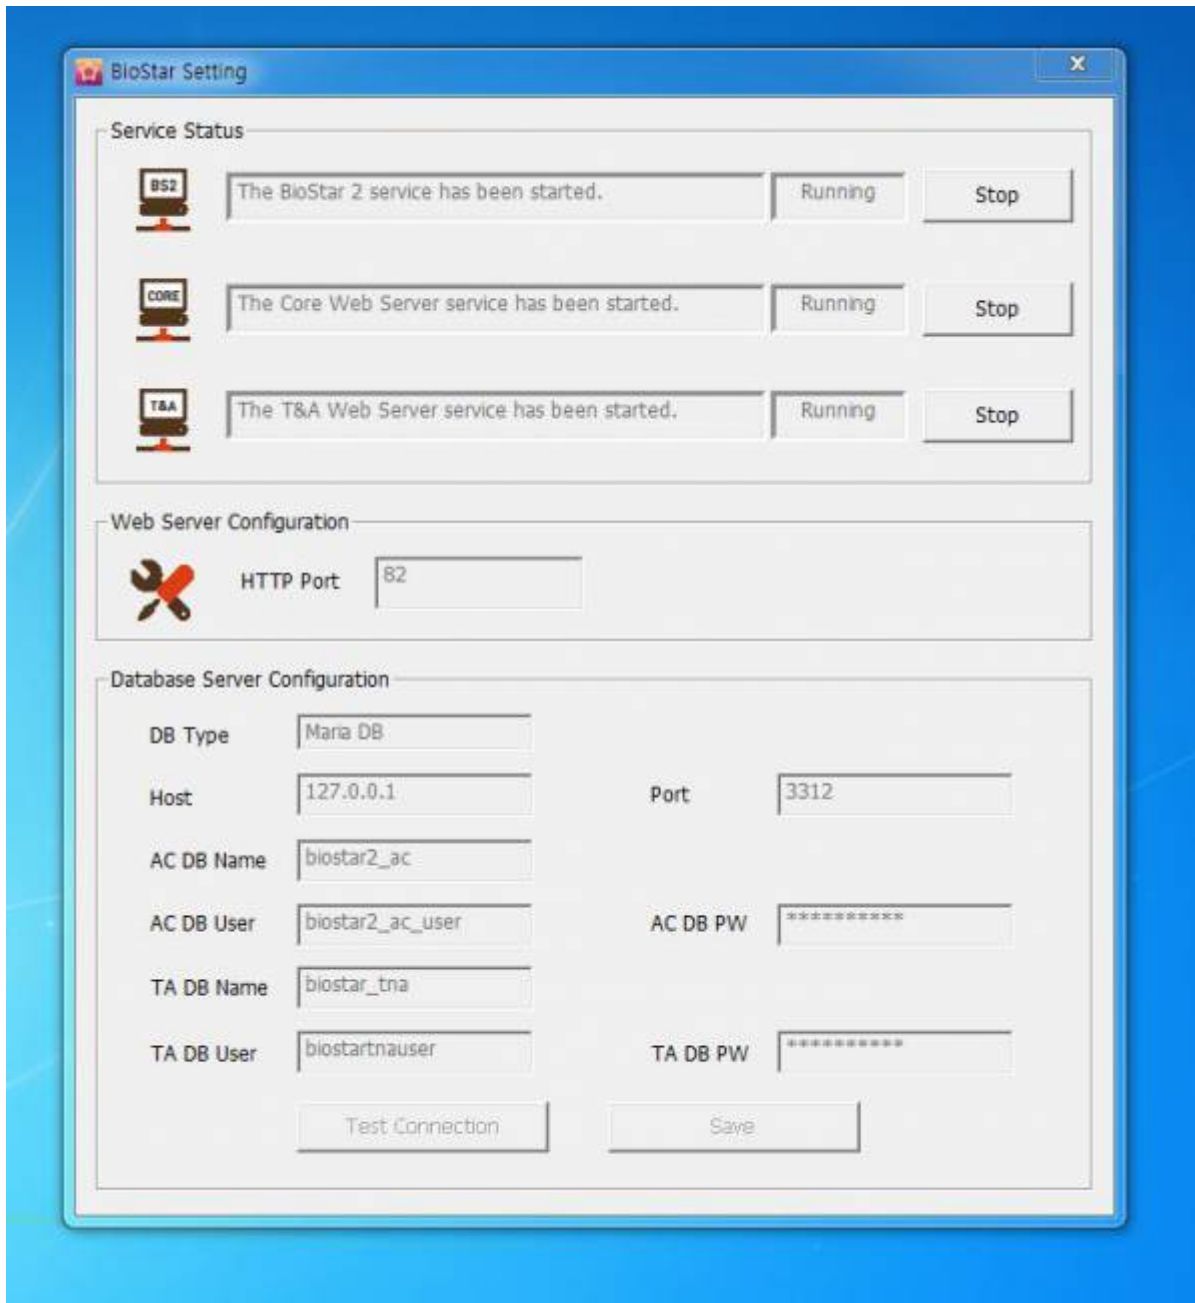 BioStar Setting
Service Status
BS2
The BioStar 2 service has been started.
Running
Stop
CORE
The Core Web Server service has been started.
Running
Stop
T&A
The T&A Web Server service has been started.
Running
Stop
Web Server Configuration
HTTP Port
82
Database Server Configuration
DB Type
Maria DB
Host
127.0.0.1
Port
3312
AC DB Name
biostar2_ac
AC DB User
biostar2_ac_user
AC DB PW
**********
TA DB Name
biostar_tna
TA DB User
biostartnauser
TA DB PW
**********
Test Connection
Save